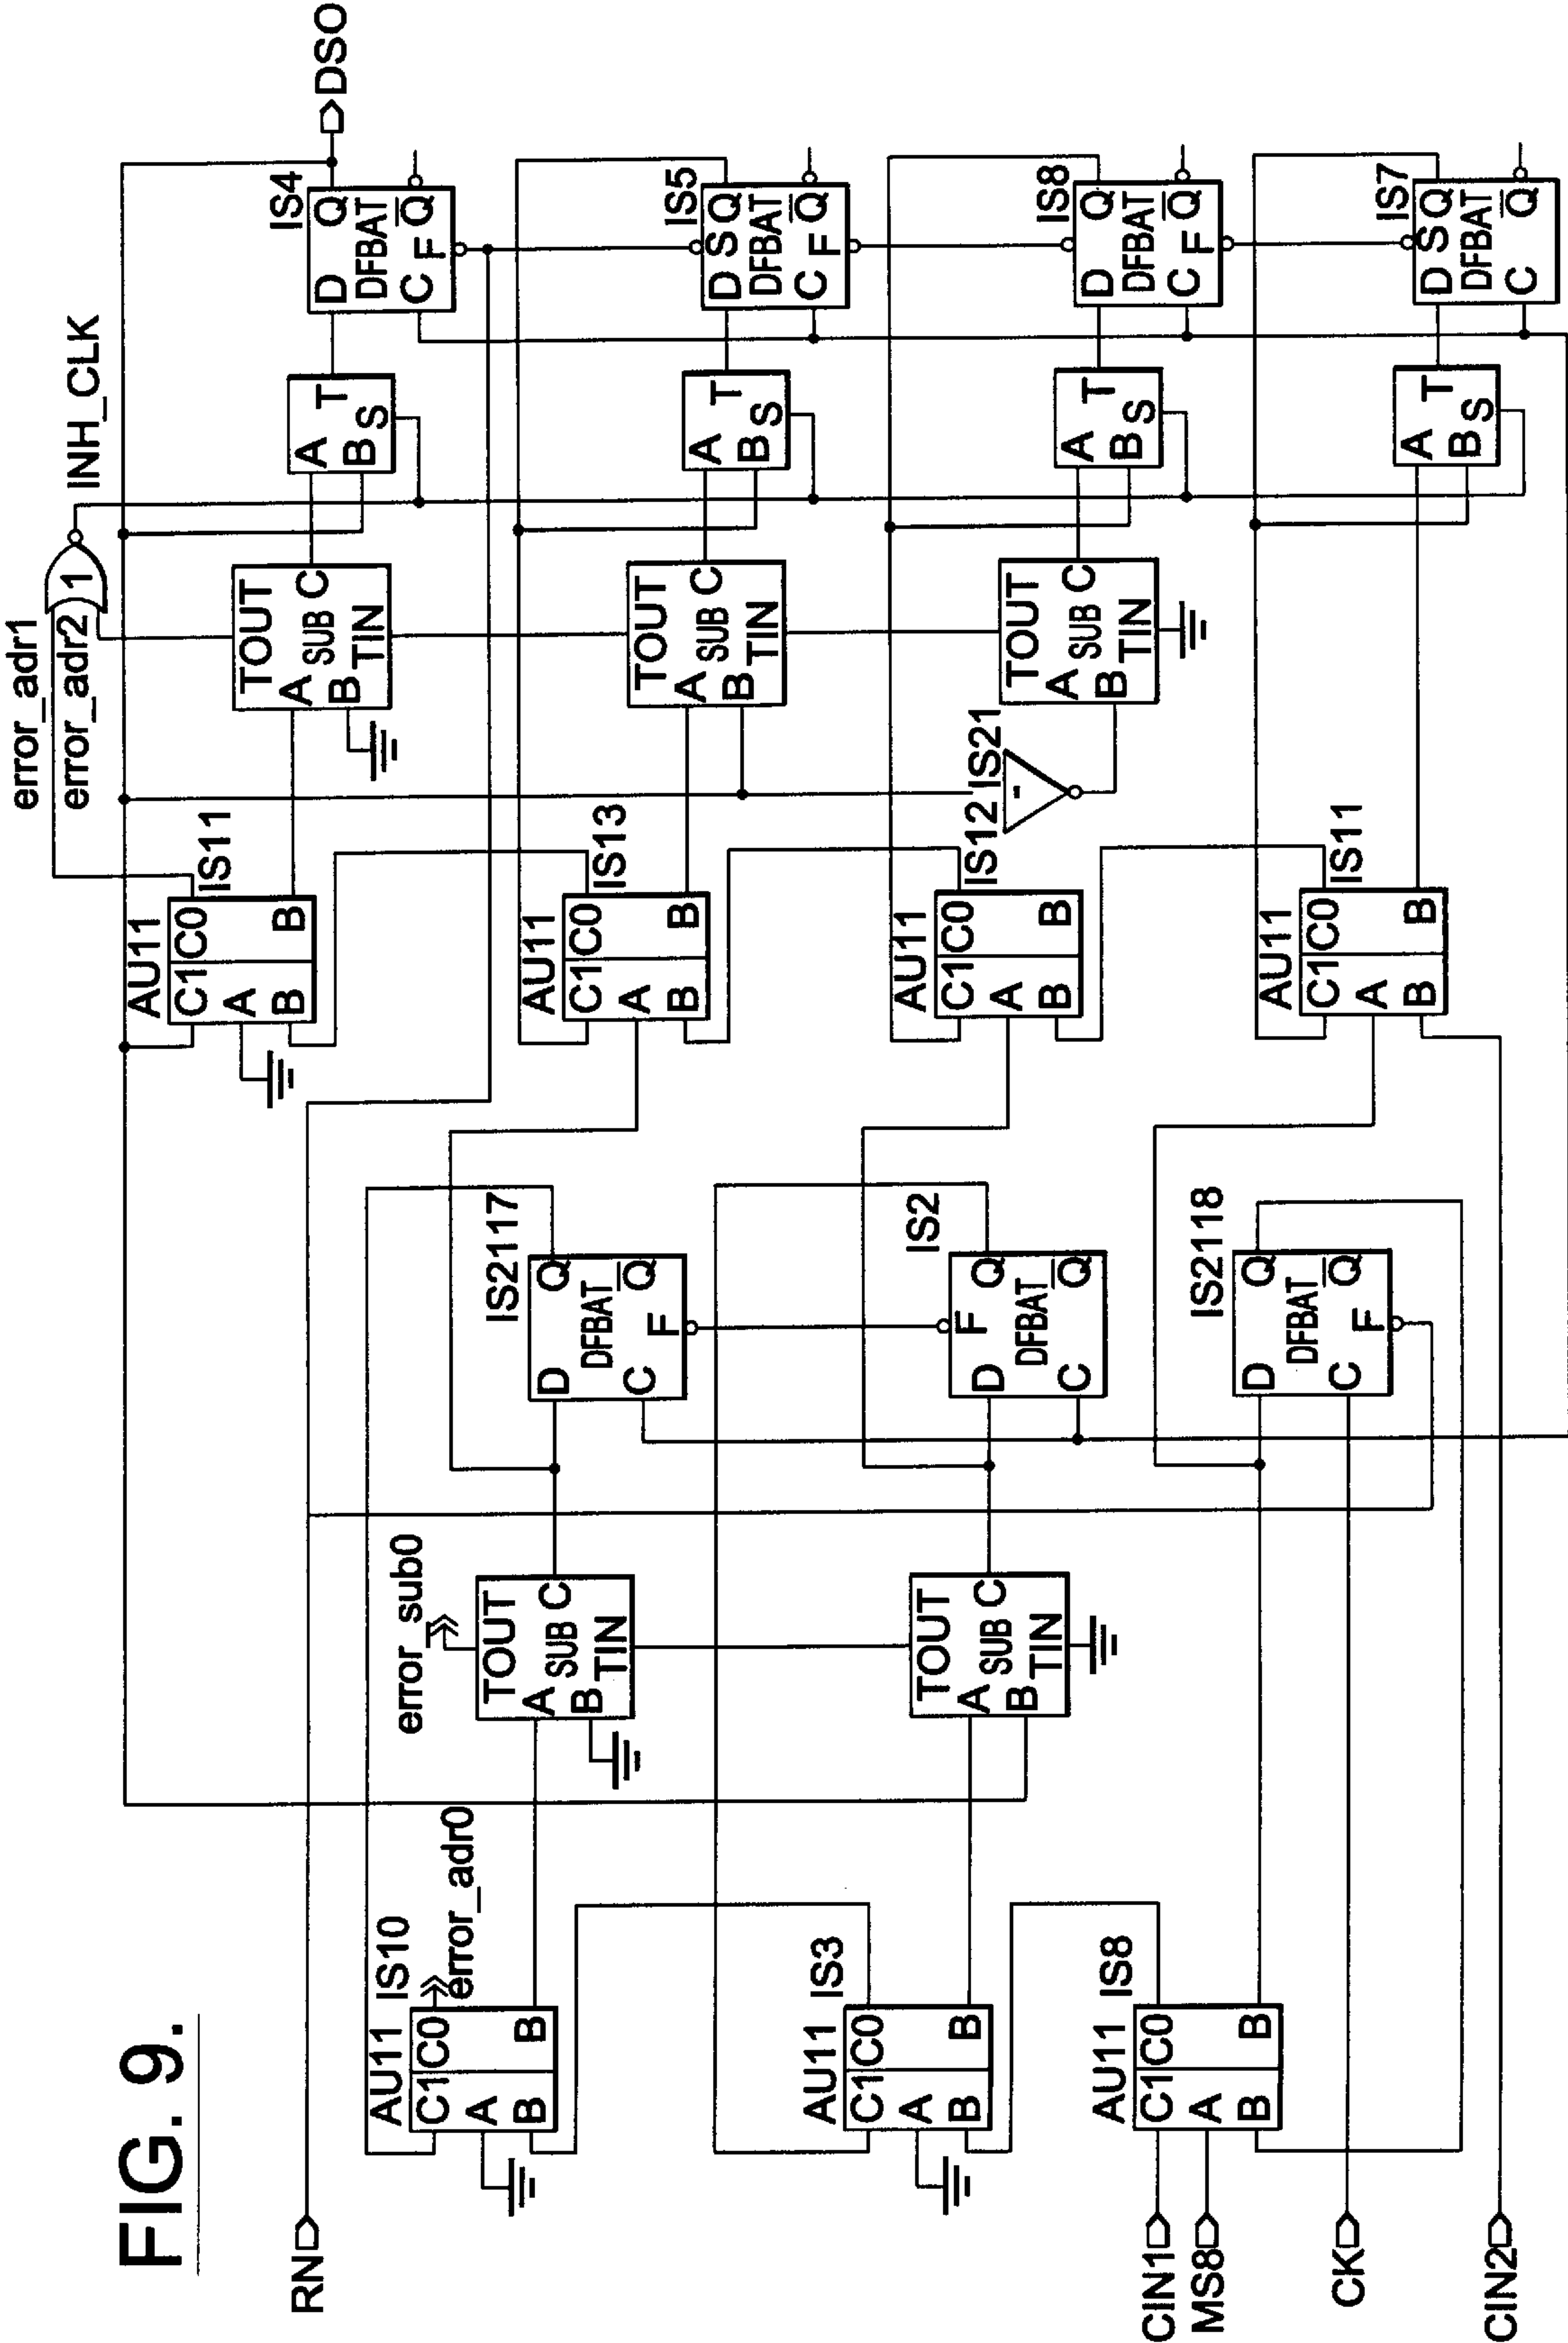 FIG. 9.
RN
CIN1
MS8
CK
CIN2
AU11
IS10
C1 C0
A
B
B
error_adr0
AU11
IS3
C1 C0
A
B
B
AU11
IS8
C1 C0
A
B
B
error_sub0
TOUT
A SUB C
B TIN
TOUT
A SUB C
B TIN
IS2117
D Q
DFBAT
C F Q
IS2
F
D Q
DFBAT
C Q
IS2118
D Q
DFBAT
C F Q
AU11
IS11
C1 C0
A
B
B
AU11
IS13
C1 C0
A
B
B
AU11
IS12
C1 C0
A
B
B
AU11
IS11
C1 C0
A
B
B
error_adr1
error_adr2
1
INH_CLK
IS21
TOUT
A SUB C
B TIN
TOUT
A SUB C
B TIN
TOUT
A SUB C
B TIN
A T
B S
A T
B S
A T
B S
A T
B S
IS4
D Q
DFBAT
C F Q
IS5
D S Q
DFBAT
C F Q
IS8
D Q
DFBAT
C F Q
IS7
D S Q
DFBAT
C Q
DSO